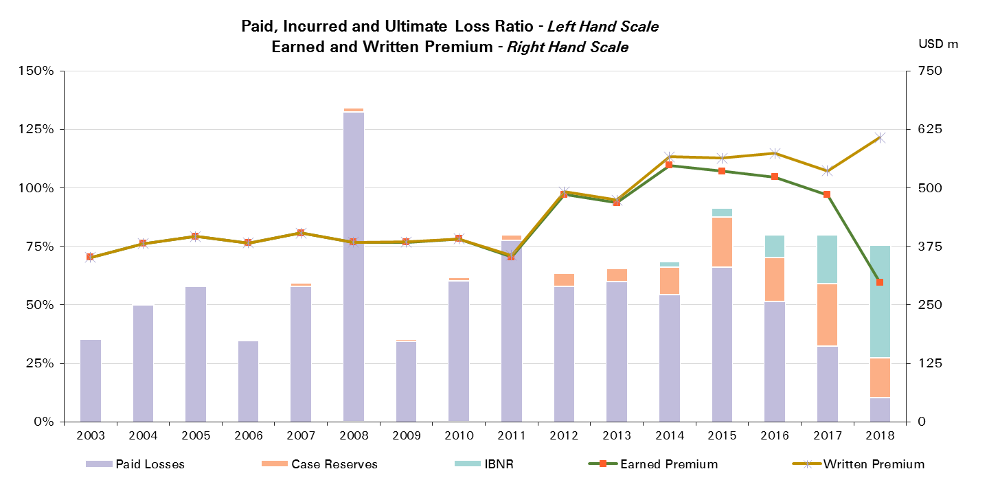 Paid, Incurred and Ultimate Loss Ratio - Left Hand Scale
Earned and Written Premium - Right Hand Scale
USD m
150% 750
125% 625
100% 500
75% 375
50% 250
25% 125
0% 0
2003 2004 2005 2006 2007 2008 2009 2010 2011 2012 2013 2014 2015 2016 2017 2018
Paid Losses Case Reserves IBNR Earned Premium Written Premium